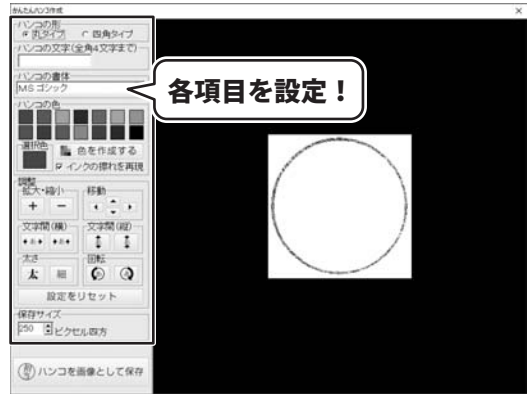 かんたんハンコ作成
×
ハンコの形
丸タイプ 四角タイプ
ハンコの文字(全角4文字まで)
ハンコの書体
MS ゴシック
各項目を設定！
ハンコの色
選択色
色を作成する
インクの擦れを再現
調整
拡大・縮小 移動
+ −
文字間(横) 文字間(縦)
太さ 回転
太 細
設定をリセット
保存サイズ
250 ピクセル四方
ハンコを画像として保存